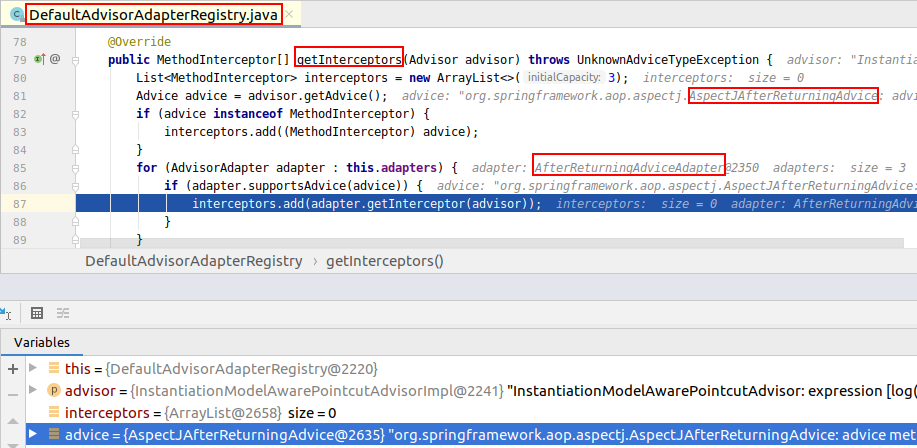 DefaultAdvisorAdapterRegistry.java
78 @Override
79 @ public MethodInterceptor[] getInterceptors(Advisor advisor) throws UnknownAdviceTypeException { advisor: "Instanti
80 List<MethodInterceptor> interceptors = new ArrayList<>( initialCapacity: 3); interceptors: size = 0
81 Advice advice = advisor.getAdvice(); advice: "org.springframework.aop.aspectj.AspectJAfterReturningAdvice: advi
82 if (advice instanceof MethodInterceptor) {
83 interceptors.add((MethodInterceptor) advice);
84 }
85 for (AdvisorAdapter adapter : this.adapters) { adapter: AfterReturningAdviceAdapter@2350 adapters: size = 3
86 if (adapter.supportsAdvice(advice)) { advice: "org.springframework.aop.aspectj.AspectJAfterReturningAdvice:
87 interceptors.add(adapter.getInterceptor(advisor)); interceptors: size = 0 adapter: AfterReturningAdvi
88 }
89 }
DefaultAdvisorAdapterRegistry › getInterceptors()
Variables
this = {DefaultAdvisorAdapterRegistry@2220}
advisor = {InstantiationModelAwarePointcutAdvisorImpl@2241} "InstantiationModelAwarePointcutAdvisor: expression [log(
interceptors = {ArrayList@2658} size = 0
advice = {AspectJAfterReturningAdvice@2635} "org.springframework.aop.aspectj.AspectJAfterReturningAdvice: advice met